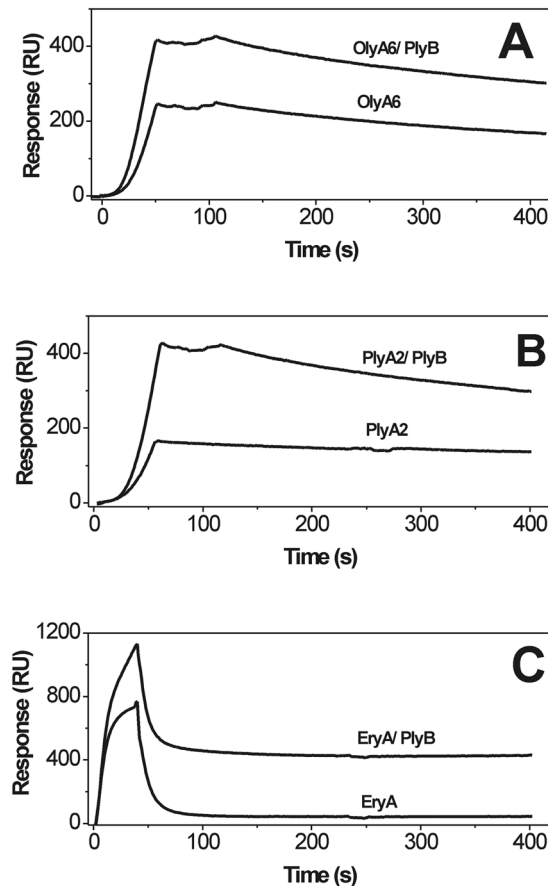 A
400
OlyA6/ PlyB
Response (RU)
200
OlyA6
0
0 100 200 300 400
Time (s)
B
400
PlyA2/ PlyB
Response (RU)
200
PlyA2
0
0 100 200 300 400
Time (s)
1200
C
Response (RU)
800
EryA/ PlyB
400
EryA
0
0 100 200 300 400
Time (s)